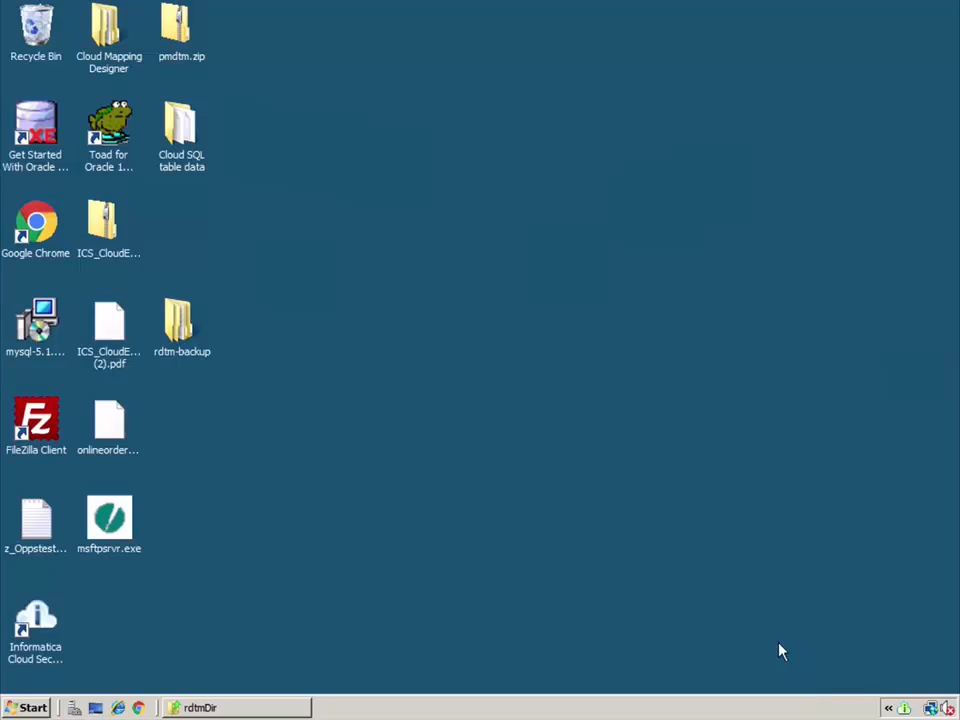 Recycle Bin
Cloud Mapping
Designer
pmdtm.zip
XE
Get Started
With Oracle ...
Toad for
Oracle 1...
Cloud SQL
table data
Google Chrome
ICS_CloudE...
mysql-5.1....
ICS_CloudE...
(2).pdf
rdtm-backup
Fz
FileZilla Client
onlineorder...
z_Oppstest...
msftpsrvr.exe
Informatica
Cloud Sec...
Start
rdtmDir
«